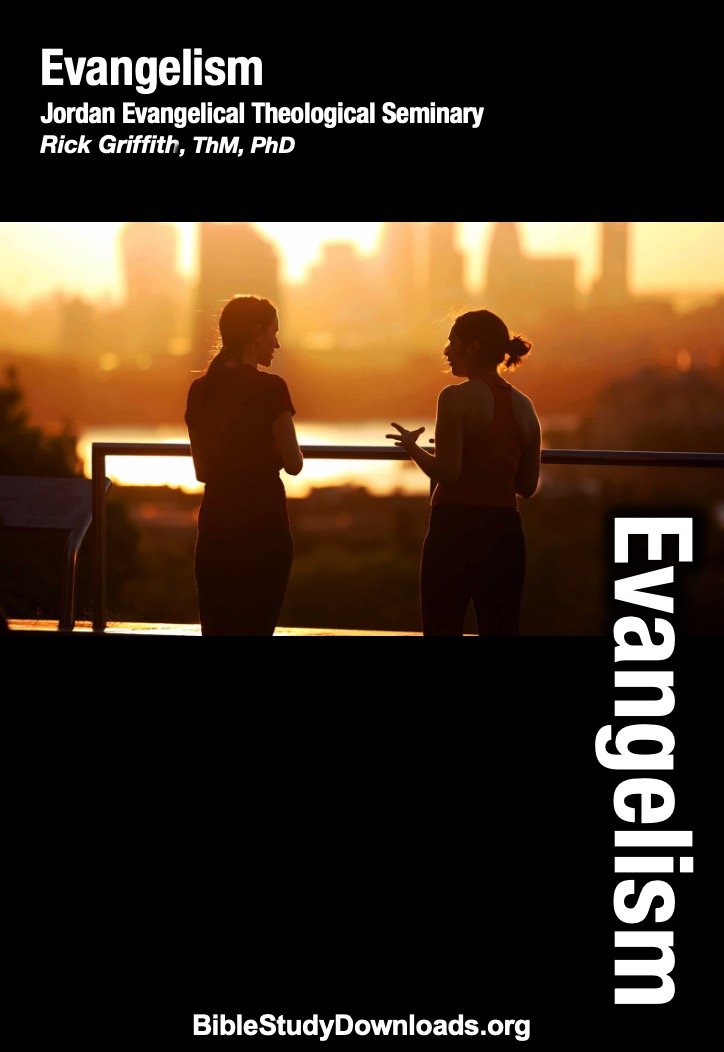 Evangelism
Jordan Evangelical Theological Seminary
Rick Griffith, ThM, PhD
Evangelism
BibleStudyDownloads.org